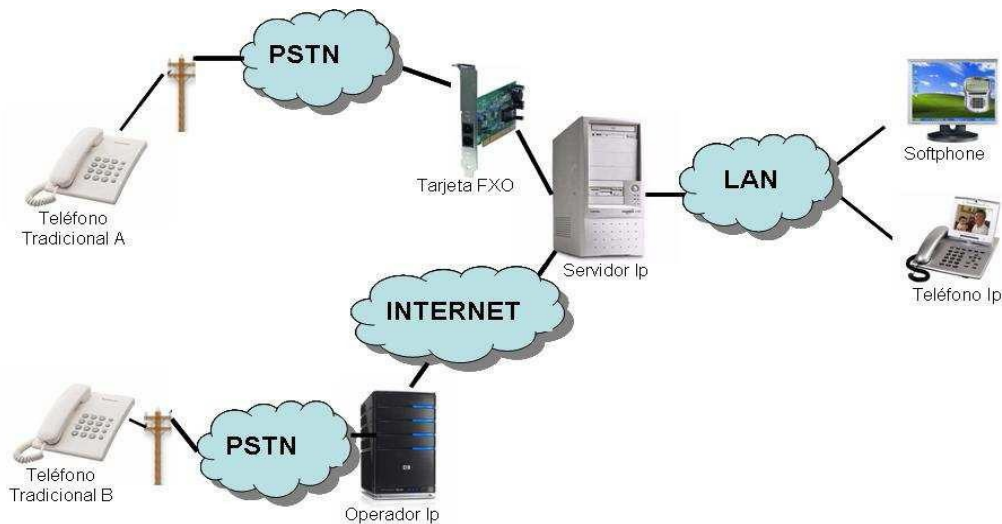 PSTN
Tarjeta FXO
Teléfono
Tradicional A
LAN
Softphone
Servidor Ip
Teléfono Ip
INTERNET
PSTN
Teléfono
Tradicional B
Operador Ip